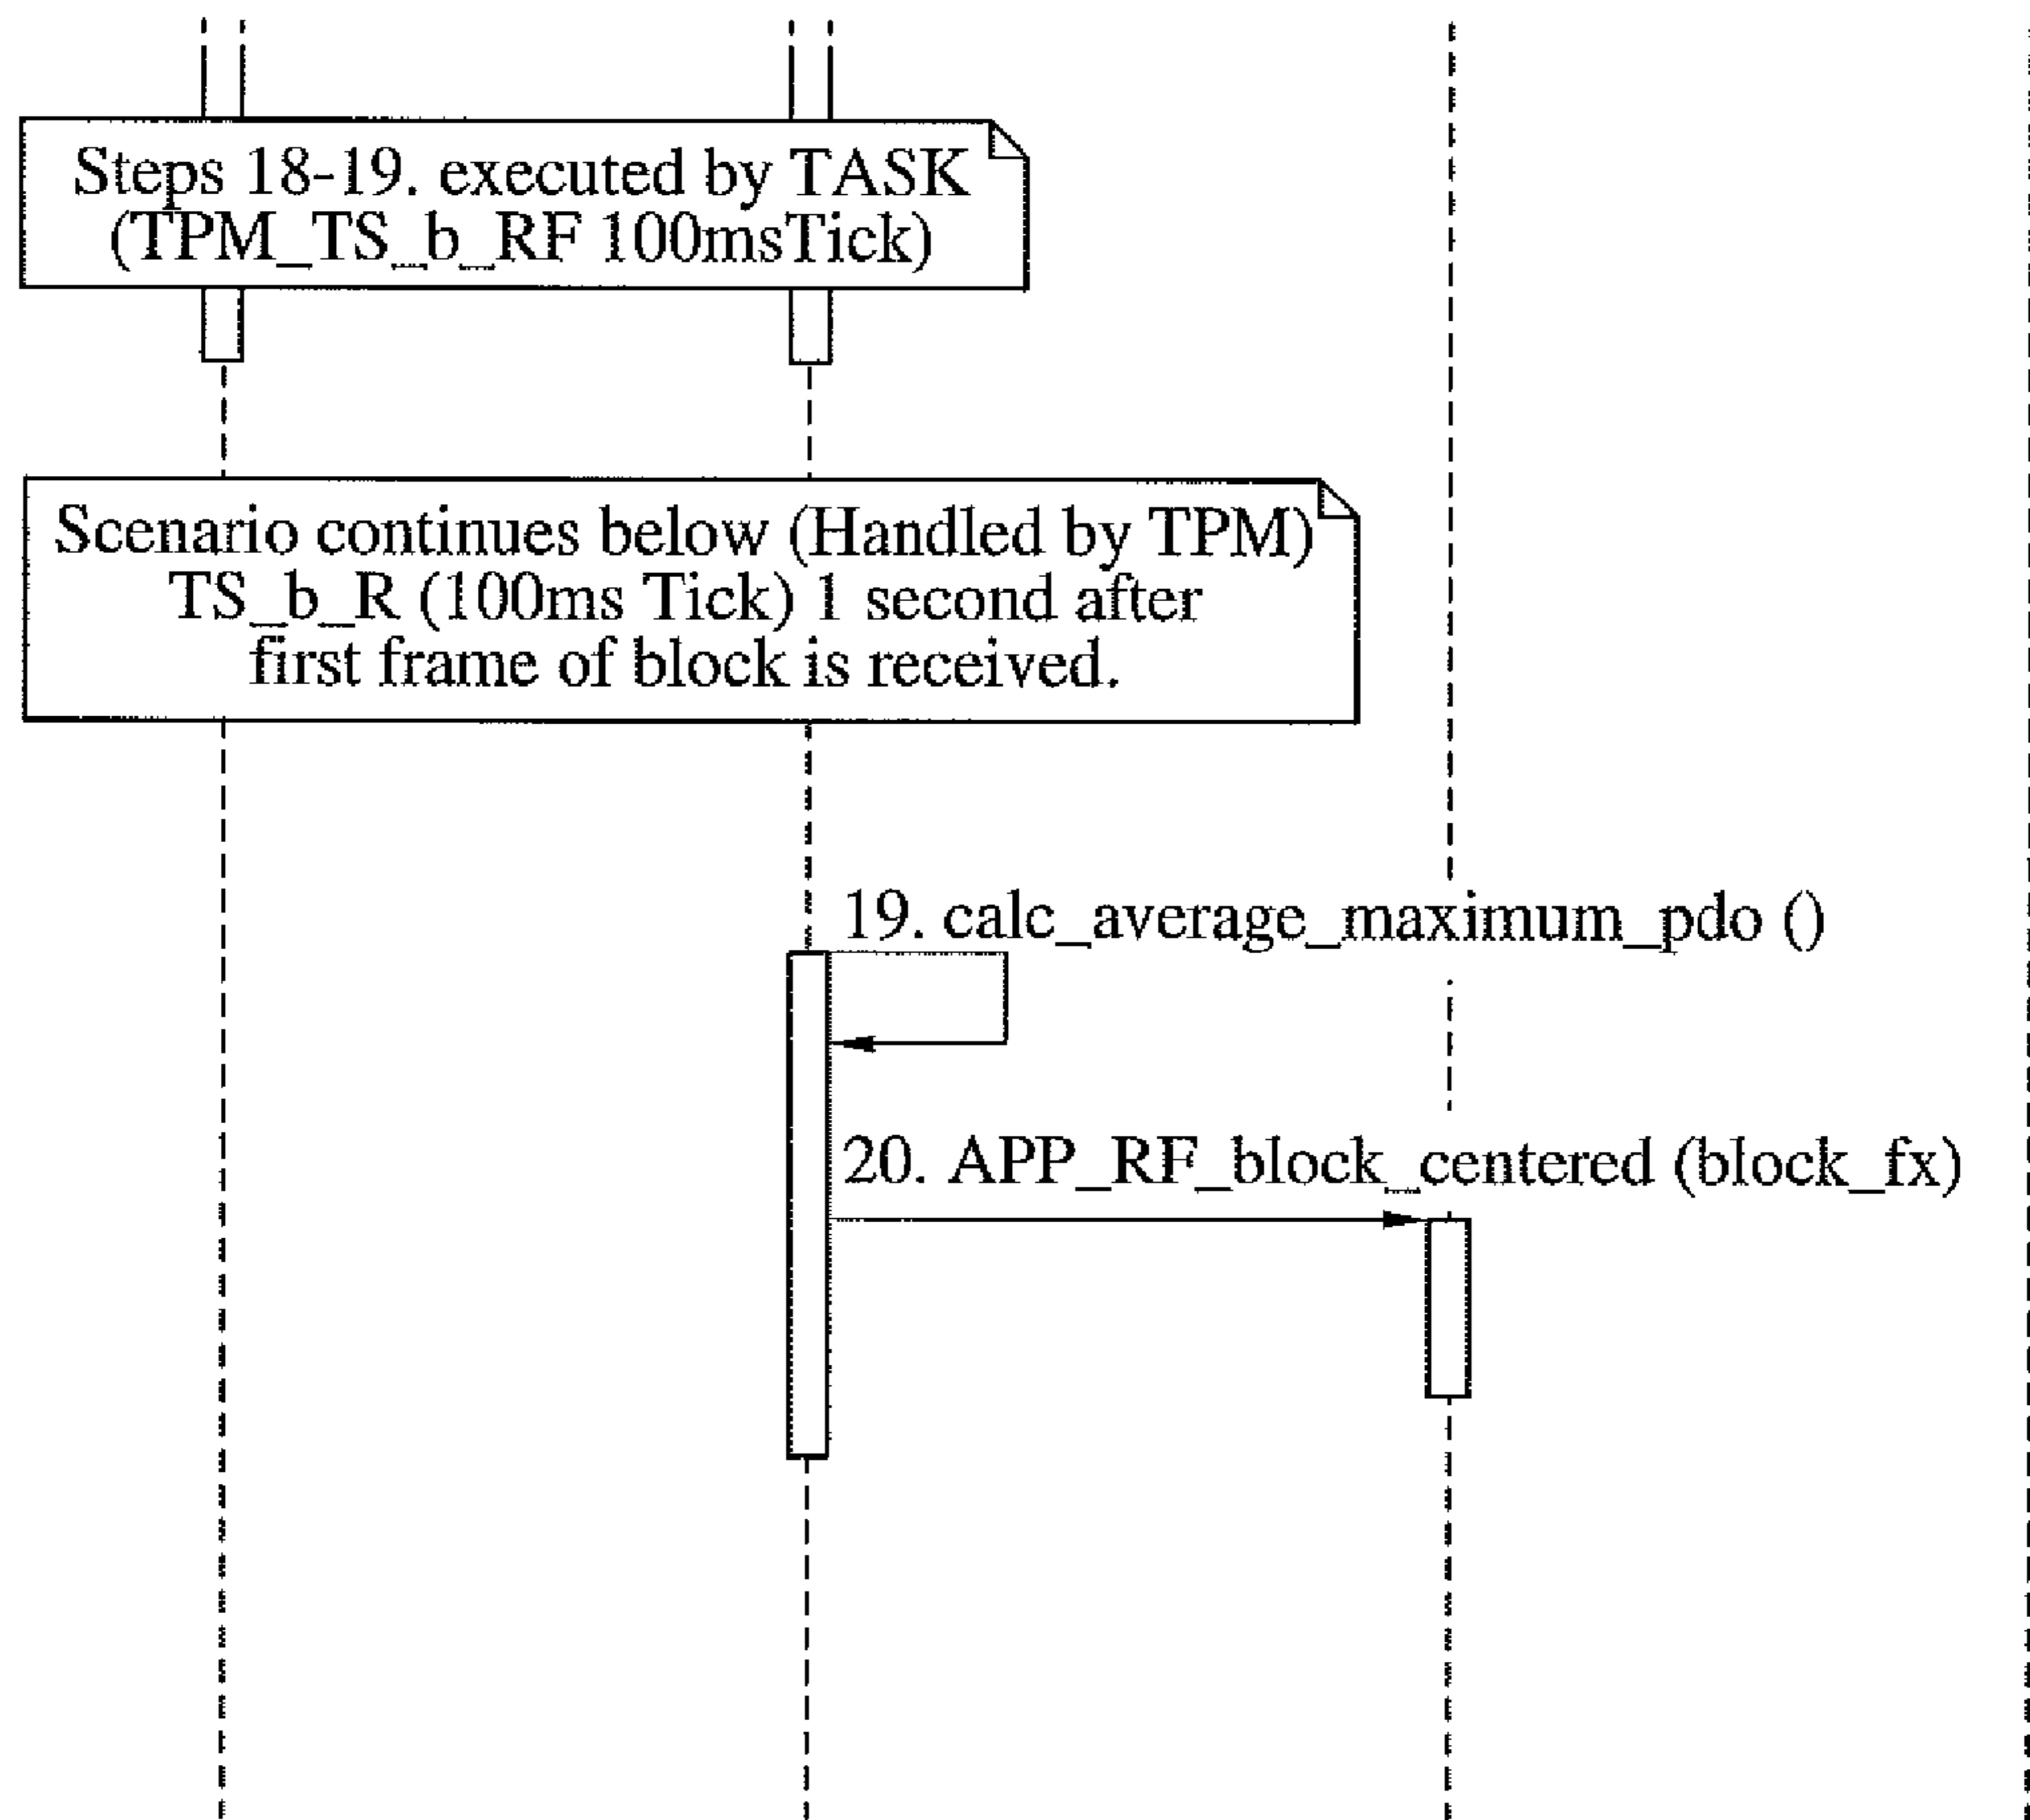 Steps 18-19. executed by TASK
(TPM_TS_b_RF 100msTick)
Scenario continues below (Handled by TPM)
TS_b_R (100ms Tick) 1 second after
first frame of block is received.
19. calc_average_maximum_pdo ()
20. APP_RF_block_centered (block_fx)